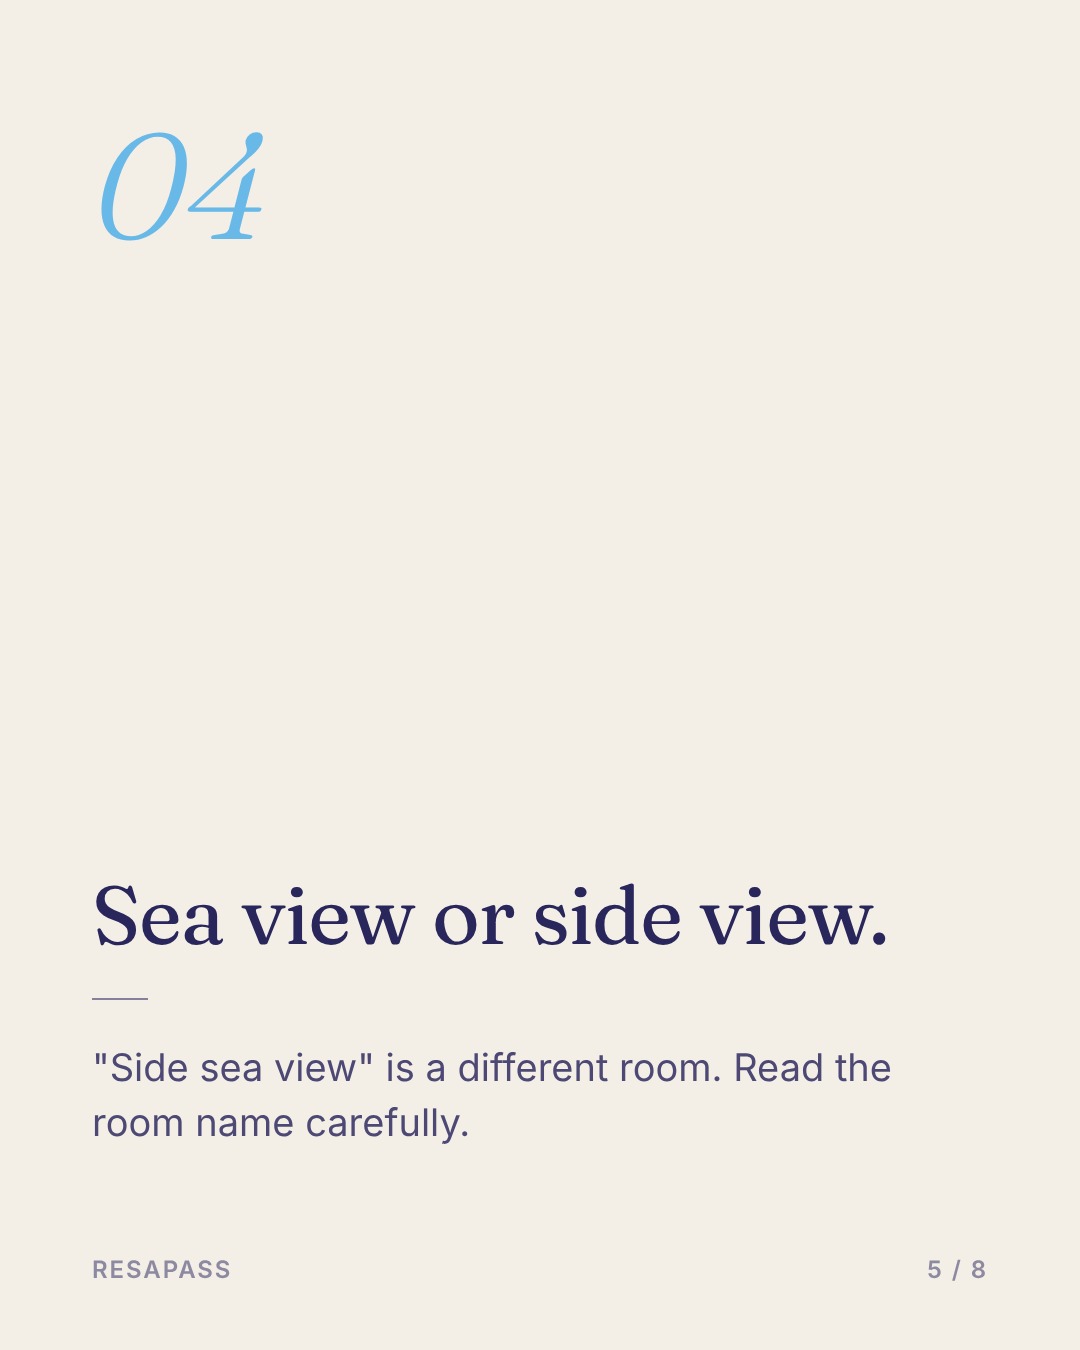 04
Sea view or side view.
"Side sea view" is a different room. Read the
room name carefully.
RESAPASS
5 / 8